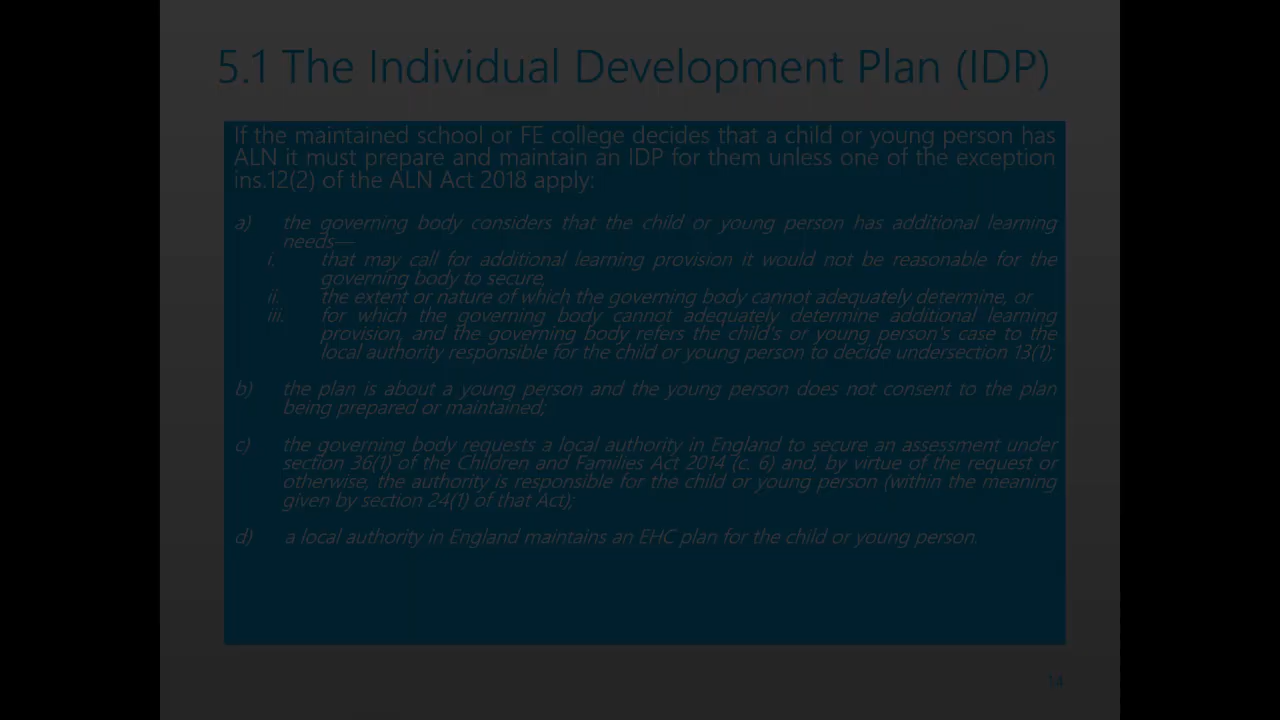 5.1 The Individual Development Plan (IDP)
If the maintained school or FE college decides that a child or young person has
ALN it must prepare and maintain an IDP for them unless one of the exception
ins.12(2) of the ALN Act 2018 apply:
a) the governing body considers that the child or young person has additional learning
needs—
i. that may call for additional learning provision it would not be reasonable for the
governing body to secure,
ii. the extent or nature of which the governing body cannot adequately determine, or
iii. for which the governing body cannot adequately determine additional learning
provision, and the governing body refers the child's or young person's case to the
local authority responsible for the child or young person to decide undersection 13(1);
b) the plan is about a young person and the young person does not consent to the plan
being prepared or maintained;
c) the governing body requests a local authority in England to secure an assessment under
section 36(1) of the Children and Families Act 2014 (c. 6) and, by virtue of the request or
otherwise, the authority is responsible for the child or young person (within the meaning
given by section 24(1) of that Act);
d) a local authority in England maintains an EHC plan for the child or young person.
14